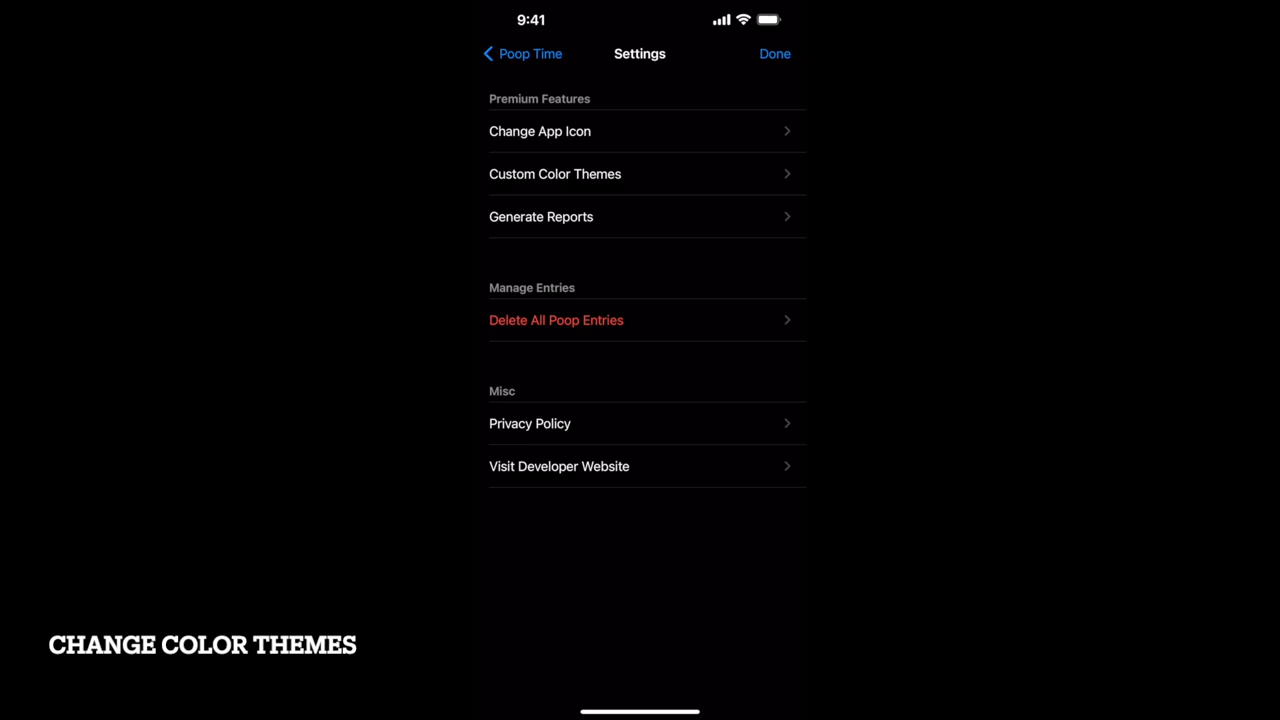 9:41
Poop Time
Settings
Done
Premium Features
Change App Icon
Custom Color Themes
Generate Reports
Manage Entries
Delete All Poop Entries
Misc
Privacy Policy
Visit Developer Website
CHANGE COLOR THEMES